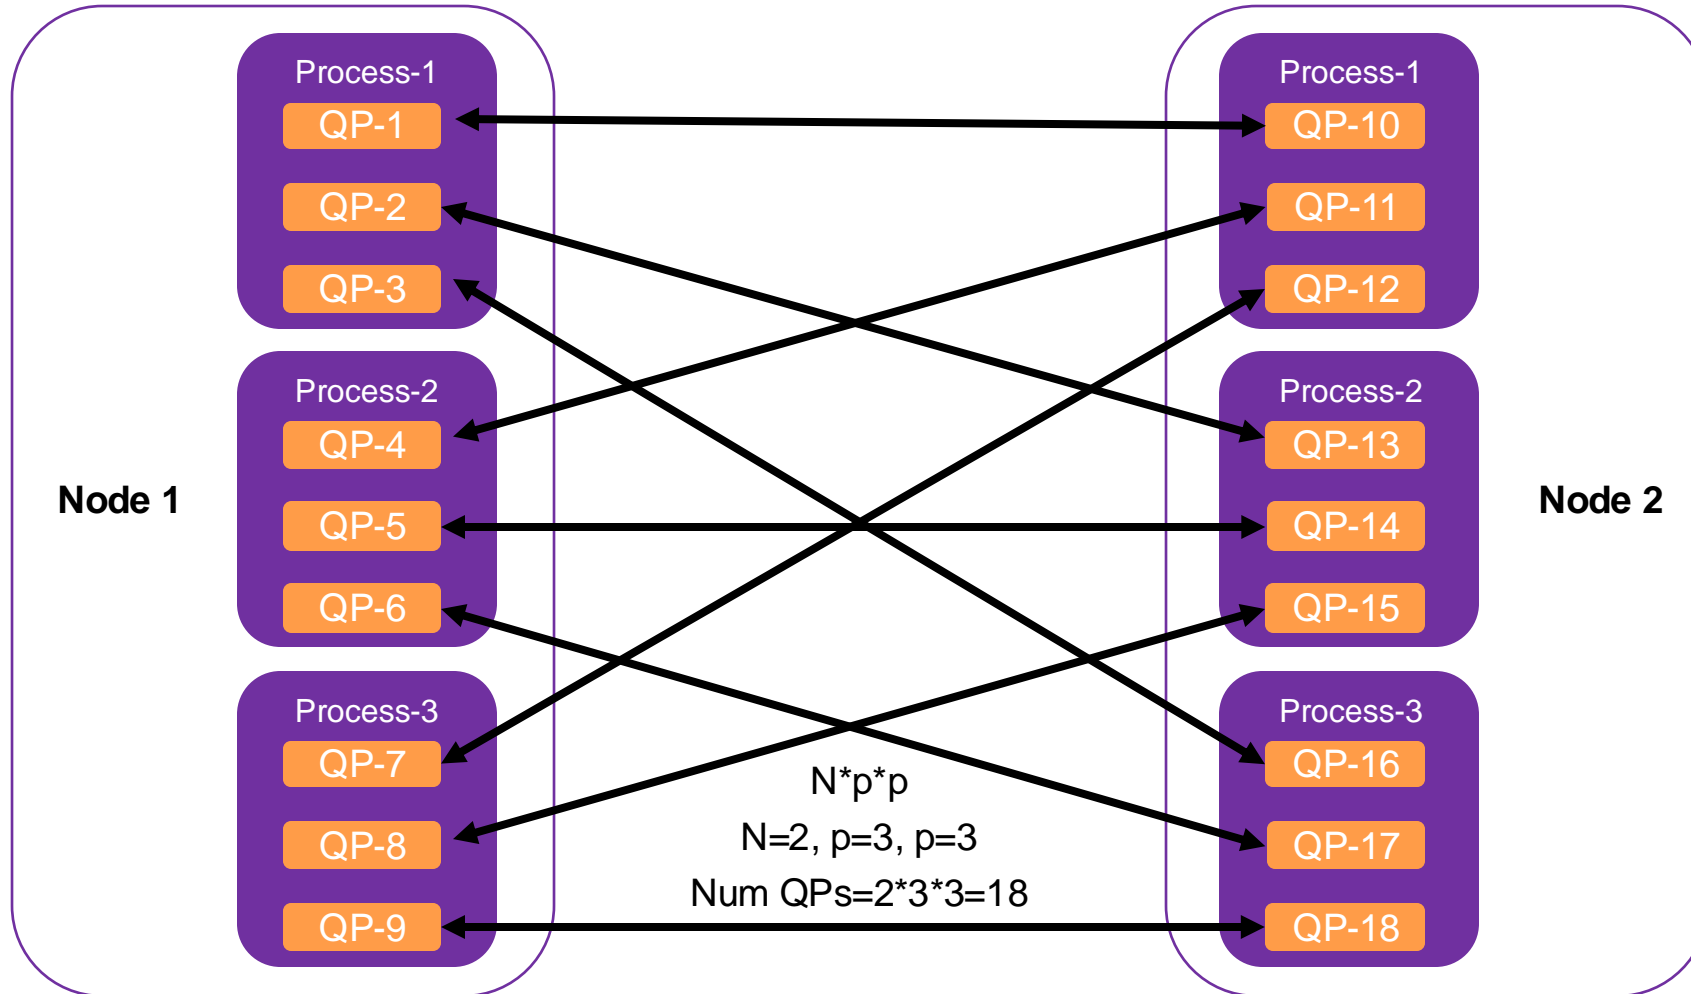 Process-1
QP-1
QP-2
QP-3
Process-2
QP-4
QP-5
QP-6
Process-3
QP-7
QP-8
QP-9
Node 1
N*p*p
N=2, p=3, p=3
Num QPs=2*3*3=18
Process-1
QP-10
QP-11
QP-12
Process-2
QP-13
QP-14
QP-15
Process-3
QP-16
QP-17
QP-18
Node 2